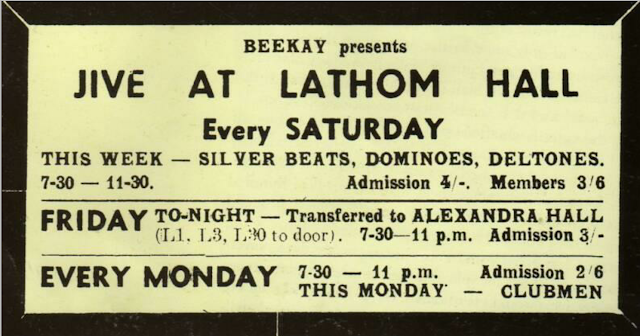 BEEKAY presents
JIVE AT LATHOM HALL
Every SATURDAY
THIS WEEK — SILVER BEATS, DOMINOES, DELTONES.
7-30 — 11-30. Admission 4/-. Members 3/6
FRIDAY TO-NIGHT — Transferred to ALEXANDRA HALL
(L1, L3, L30 to door). 7-30—11 p.m. Admission 3/-
EVERY MONDAY 7-30 — 11 p.m. Admission 2/6
THIS MONDAY — CLUBMEN